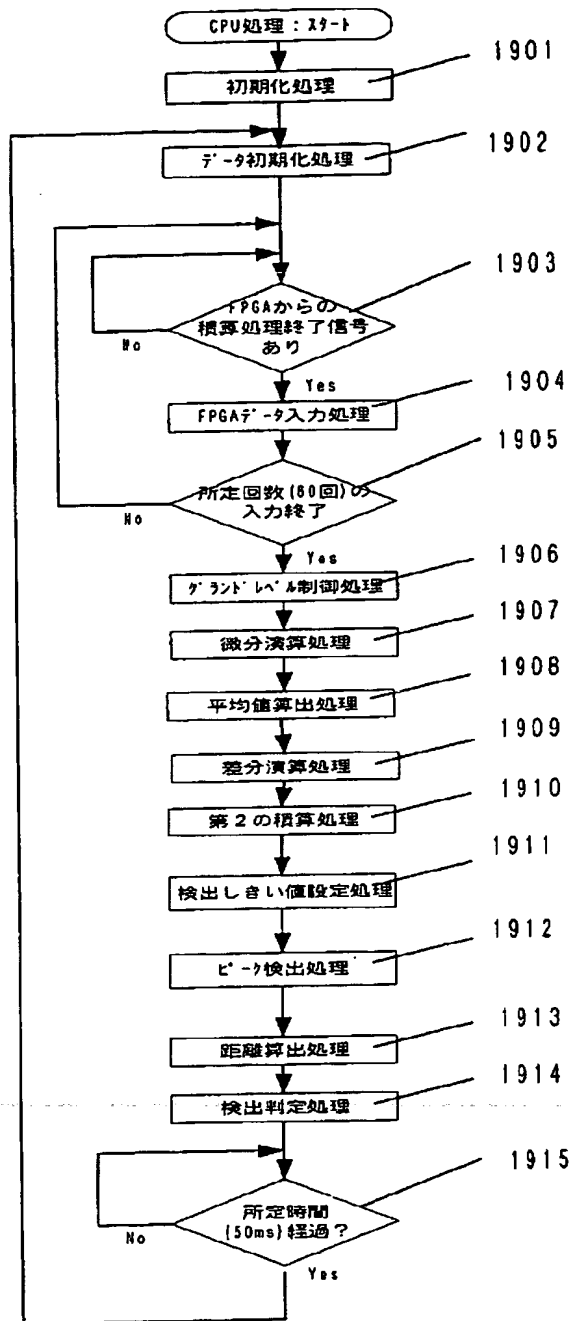 CPU処理：スタート
1901
初期化処理
1902
データ初期化処理
1903
FPGAからの
積算処理終了信号
あり
No
Yes
1904
FPGAデータ入力処理
1905
所定回数(80回)の
入力終了
No
Yes
1906
グランドレベル制御処理
1907
微分演算処理
1908
平均値算出処理
1909
差分演算処理
1910
第２の積算処理
1911
検出しきい値設定処理
1912
ピーク検出処理
1913
距離算出処理
1914
検出判定処理
1915
所定時間
(50ms)経過？
No
Yes